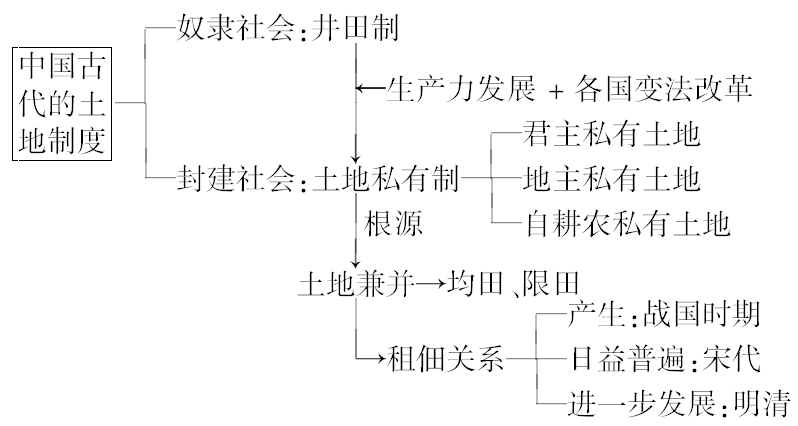 奴隶社会:井田制
中国古
代的土
地制度
生产力发展 + 各国变法改革
封建社会:土地私有制
君主私有土地
地主私有土地
自耕农私有土地
根源
土地兼并→均田、限田
租佃关系
产生:战国时期
日益普遍:宋代
进一步发展:明清